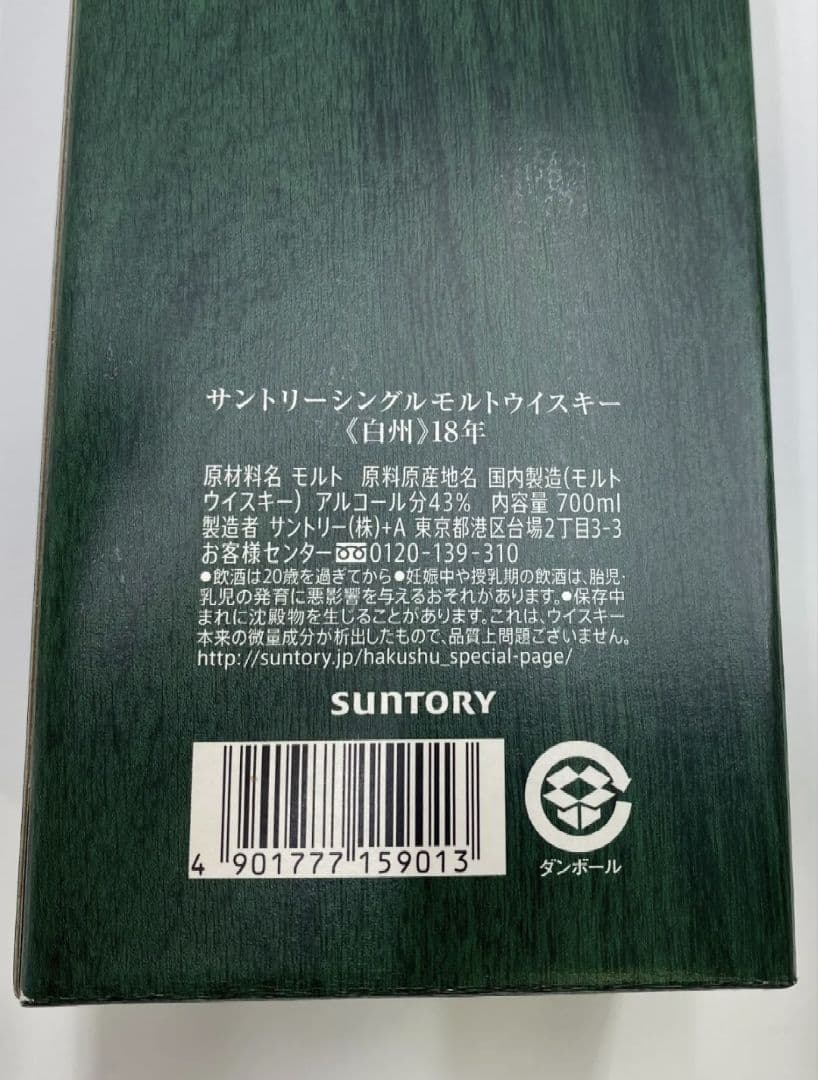 サントリーシングルモルトウイスキー
《白州》18年
原材料名 モルト 原料原産地名 国内製造(モルト
ウイスキー) アルコール分43% 内容量 700ml
製造者 サントリー(株)+A 東京都港区台場2丁目3-3
お客様センター 0120-139-310
●飲酒は20歳を過ぎてから●妊娠中や授乳期の飲酒は、胎児・
乳児の発育に悪影響を与えるおそれがあります。●保存中
まれに沈殿物を生じることがあります。これは、ウイスキー
本来の微量成分が析出したもので、品質上問題ございません。
http://suntory.jp/hakushu_special-page/
SUNTORY
4 901777 159013
ダンボール